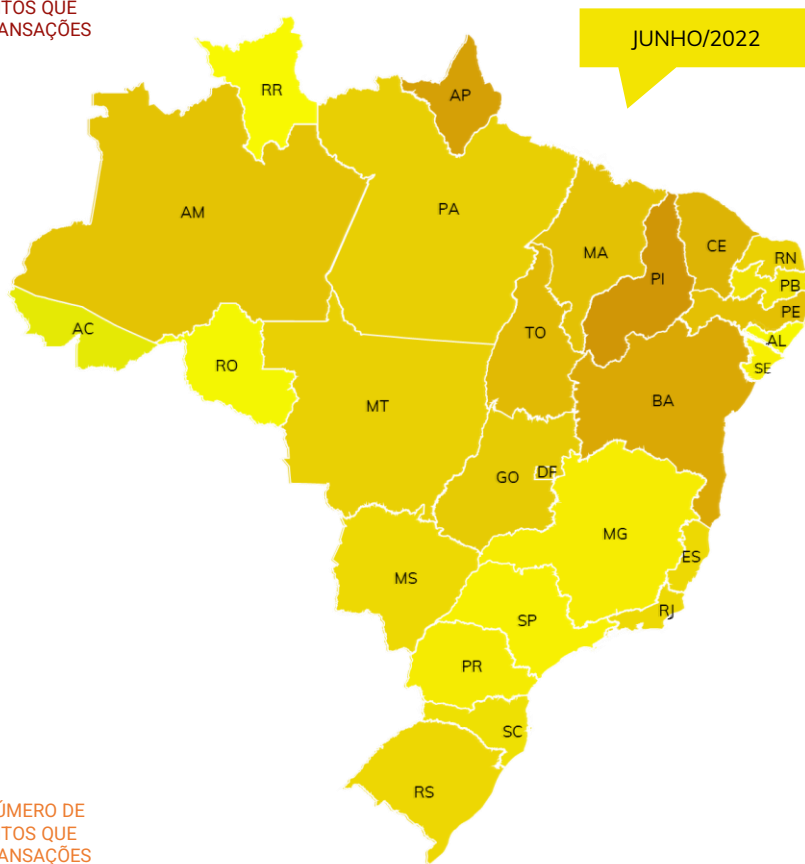 TOS QUE
ANSAÇÕES
JUNHO/2022
RR
AP
AM
PA
MA
CE
RN
PI
PB
PE
AC
TO
AL
RO
SE
BA
MT
GO
DF
MG
ES
MS
RJ
SP
PR
SC
RS
ÚMERO DE
TOS QUE
ANSAÇÕES